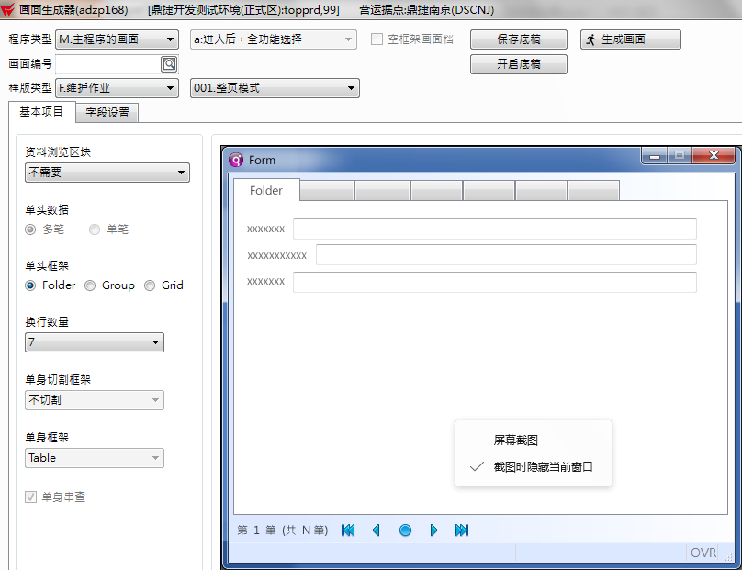 画面生成器(adzp168) [鼎捷开发测试环境(正式区):topprd,99] 营运据点:鼎捷南京(DSCNJ)
程序类型 M.主程序的画面 a:进入后，全功能选择 空框架画面档 保存底稿 生成画面
画面编号 开启底稿
样版类型 F.维护作业 001.整页模式
基本项目 字段设置
资料浏览区块
不需要
单头数据
多笔 单笔
单头框架
Folder Group Grid
换行数量
7
单身切割框架
不切割
单身框架
Table
单身串查
Form
Folder
xxxxxxx
xxxxxxxxxxx
xxxxxxx
屏幕截图
截图时隐藏当前窗口
第 1 笔 (共 N 笔)
OVR